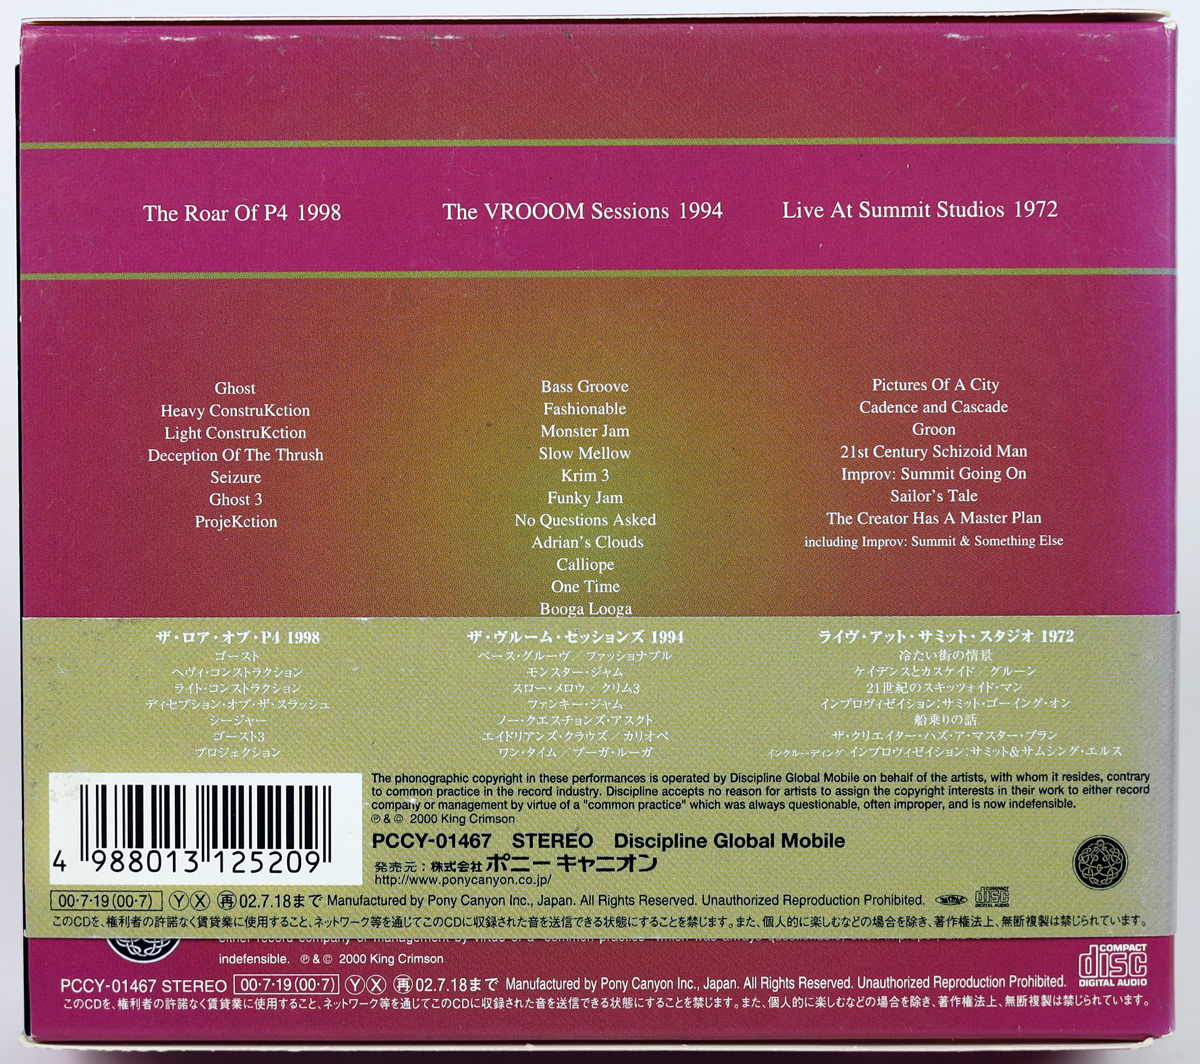 The Roar Of P4 1998
The VROOOM Sessions 1994
Live At Summit Studios 1972
Ghost
Heavy ConstruKction
Light ConstruKction
Deception Of The Thrush
Seizure
Ghost 3
ProjeKction
Bass Groove
Fashionable
Monster Jam
Slow Mellow
Krim 3
Funky Jam
No Questions Asked
Adrian's Clouds
Calliope
One Time
Booga Looga
Pictures Of A City
Cadence and Cascade
Groon
21st Century Schizoid Man
Improv: Summit Going On
Sailor's Tale
The Creator Has A Master Plan
including Improv: Summit & Something Else
ザ・ロア・オブ・P4 1998
ゴースト
ヘヴィ・コンストラクション
ライト・コンストラクション
ディセプション・オブ・ザ・スラッシュ
シージャー
ゴースト3
プロジェクション
ザ・ヴルーム・セッションズ 1994
ベース・グルーヴ／ファッショナブル
モンスター・ジャム
スロー・メロウ／クリム3
ファンキー・ジャム
ノー・クエスチョンズ・アスクト
エイドリアンズ・クラウズ／カリオペ
ワン・タイム／ブーガ・ルーガ
ライヴ・アット・サミット・スタジオ 1972
冷たい街の情景
ケイデンスとカスケイド／グルーン
21世紀のスキッツォイド・マン
インプロヴィゼイション:サミット・ゴーイング・オン
船乗りの話
ザ・クリエイター・ハズ・ア・マスター・プラン
インクルーディング インプロヴィゼイション:サミット&サムシング・エルス
The phonographic copyright in these performances is operated by Discipline Global Mobile on behalf of the artists, with whom it resides, contrary
to common practice in the record industry. Discipline accepts no reason for artists to assign the copyright interests in their work to either record
company or management by virtue of a "common practice" which was always questionable, often improper, and is now indefensible.
Ⓟ & © 2000 King Crimson
PCCY-01467 STEREO Discipline Global Mobile
発売元：株式会社ポニーキャニオン
http://www.ponycanyon.co.jp/
4 988013 125209
00・7・19(00・7) Ⓨ Ⓧ 再 02.7.18まで Manufactured by Pony Canyon Inc., Japan. All Rights Reserved. Unauthorized Reproduction Prohibited.
COMPACT disc DIGITAL AUDIO
このCDを、権利者の許諾なく賃貸業に使用すること、ネットワーク等を通じてこのCDに収録された音を送信できる状態にすることを禁じます。また、個人的に楽しむなどの場合を除き、著作権法上、無断複製は禁じられています。
either record company or management by virtue of a "common practice" which was always
indefensible. Ⓟ & © 2000 King Crimson
PCCY-01467 STEREO 00・7・19(00・7) Ⓨ Ⓧ 再 02.7.18まで Manufactured by Pony Canyon Inc., Japan. All Rights Reserved. Unauthorized Reproduction Prohibited.
COMPACT disc DIGITAL AUDIO
このCDを、権利者の許諾なく賃貸業に使用すること、ネットワーク等を通じてこのCDに収録された音を送信できる状態にすることを禁じます。また、個人的に楽しむなどの場合を除き、著作権法上、無断複製は禁じられています。